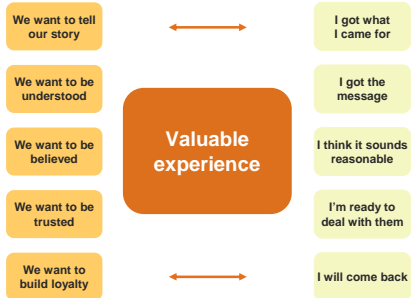 We want to tell
our story
I got what
I came for
We want to be
understood
I got the
message
Valuable
experience
We want to be
believed
I think it sounds
reasonable
We want to be
trusted
I'm ready to
deal with them
We want to
build loyalty
I will come back